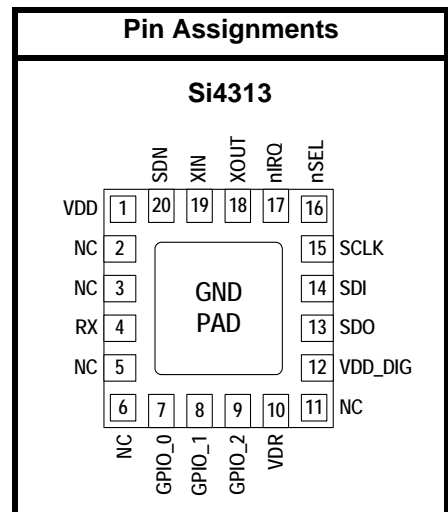 Pin Assignments
Si4313
SDN
XIN
XOUT
nIRQ
nSEL
VDD 1 20 19 18 17 16
NC 2 15 SCLK
NC 3 GND 14 SDI
RX 4 PAD 13 SDO
NC 5 12 VDD_DIG
6 7 8 9 10 11 NC
NC
GPIO_0
GPIO_1
GPIO_2
VDR